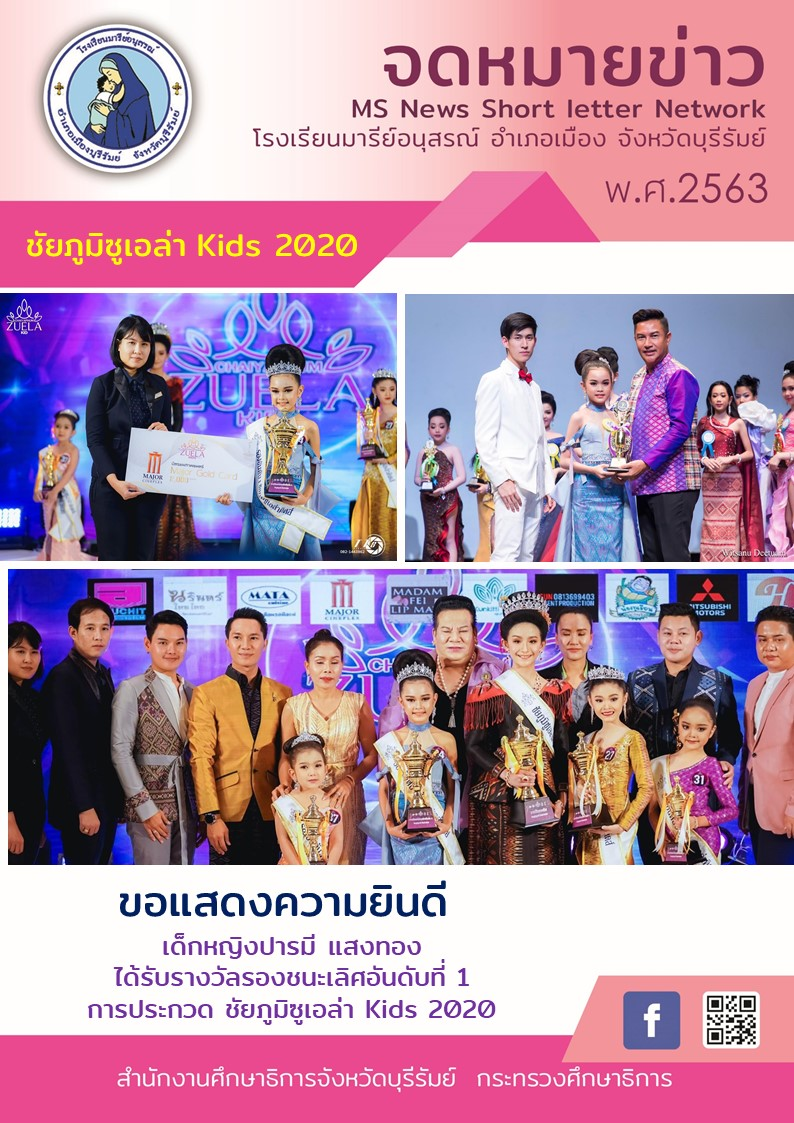 โรงเรียนมารีย์อนุสรณ์
อำเภอเมืองบุรีรัมย์ จังหวัดบุรีรัมย์
จดหมายข่าว
MS News Short letter Network
โรงเรียนมารีย์อนุสรณ์ อำเภอเมือง จังหวัดบุรีรัมย์
พ.ศ.2563
ชัยภูมิซูเอล่า Kids 2020
ZUELA
ZUELA
MAJOR
CINEPLEX
Major Gold Card
Watsanu Deetuam
MATA
MAJOR
CINEPLEX
MADAM
FEI
MITSUBISHI
MOTORS
H
27
31
ขอแสดงความยินดี
เด็กหญิงปารมี แสงทอง
ได้รับรางวัลรองชนะเลิศอันดับที่ 1
การประกวด ชัยภูมิซูเอล่า Kids 2020
f
สำนักงานศึกษาธิการจังหวัดบุรีรัมย์ กระทรวงศึกษาธิการ